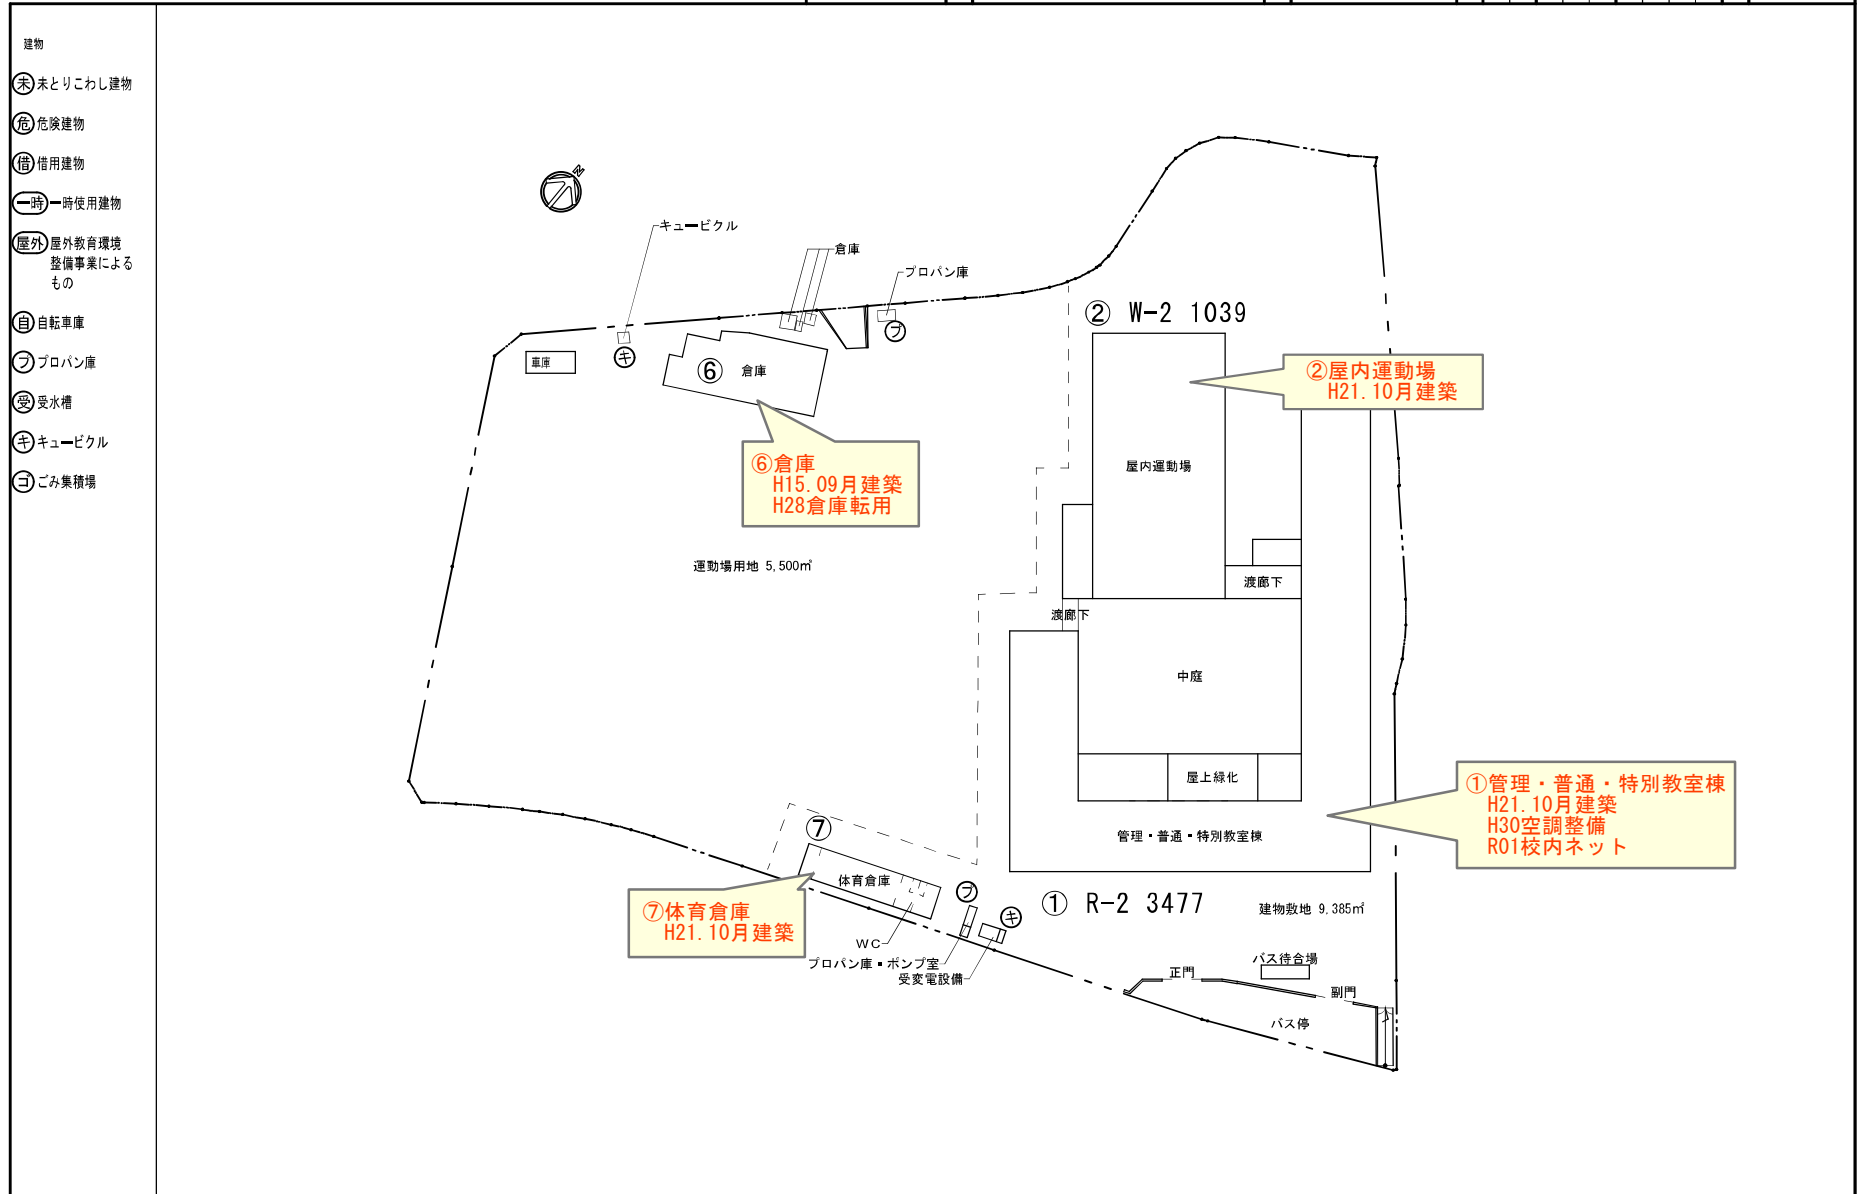 建物
未 未とりこわし建物
危 危険建物
借 借用建物
一時 一時使用建物
屋外 屋外教育環境
整備事業による
もの
自 自転車庫
プ プロパン庫
受 受水槽
キ キュービクル
ゴ ごみ集積場
N
キュービクル
倉庫
プロパン庫
② W-2 1039
プ
キ
車庫
⑥ 倉庫
②屋内運動場
H21.10月建築
⑥倉庫
H15.09月建築
H28倉庫転用
屋内運動場
運動場用地 5,500㎡
渡廊下
渡廊下
中庭
屋上緑化
①管理・普通・特別教室棟
H21.10月建築
H30空調整備
R01校内ネット
管理・普通・特別教室棟
⑦
体育倉庫
⑦体育倉庫
H21.10月建築
プ
キ
① R-2 3477
建物敷地 9,385㎡
WC
プロパン庫・ポンプ室
受変電設備
バス待合場
正門
副門
バス停